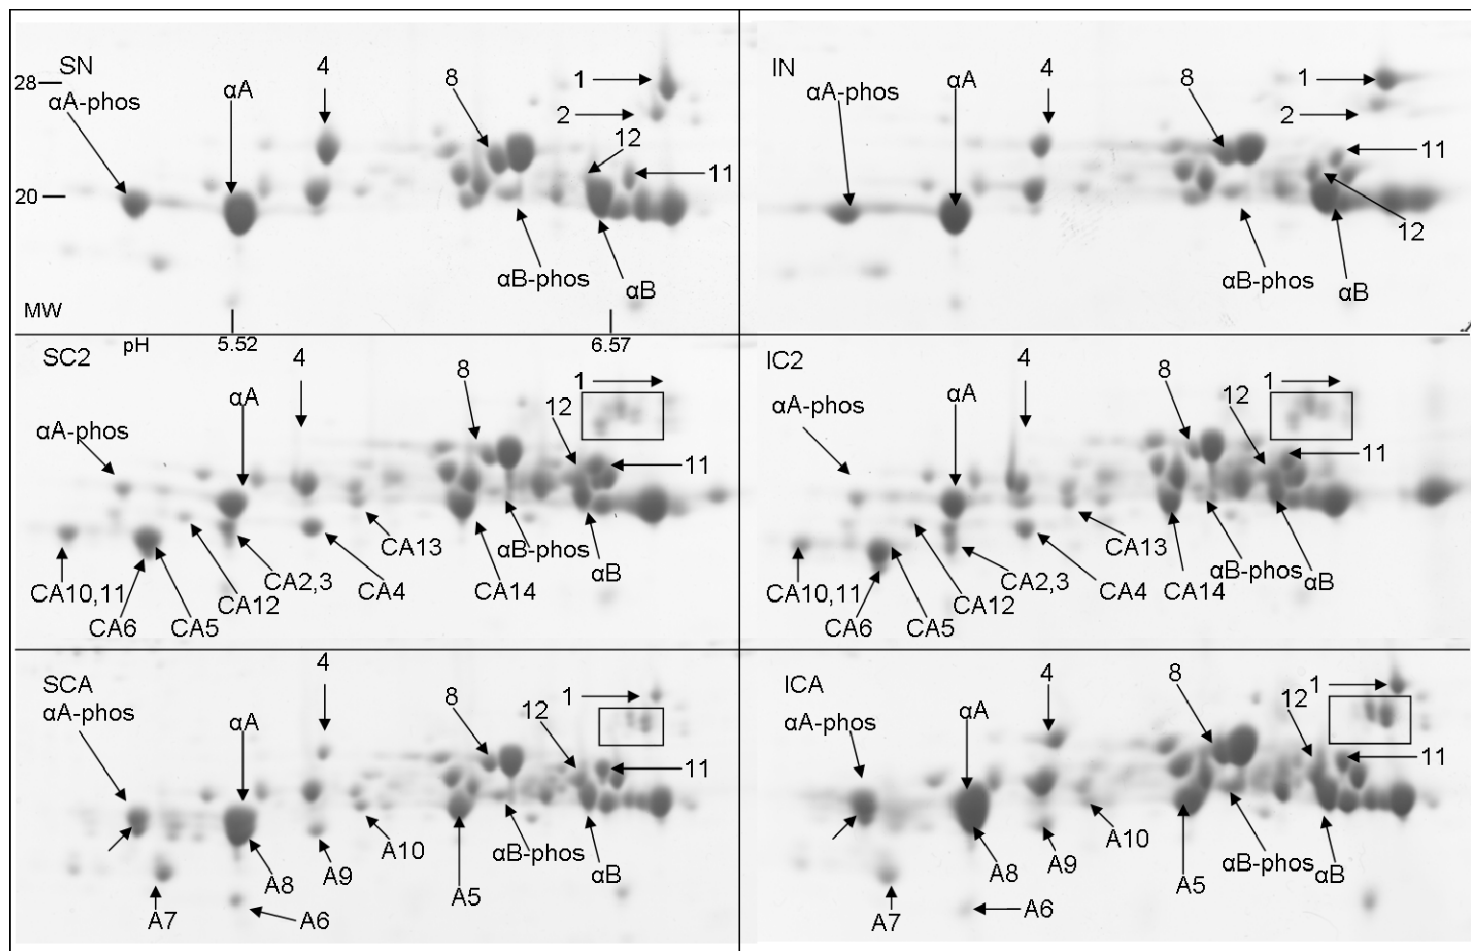 SN
28
αA-phos
αA
4
8
1
2
12
11
20
αB-phos
αB
MW
IN
αA-phos
αA
4
8
1
11
12
αB-phos
αB
SC2
pH
5.52
6.57
4
8
1
αA
12
αA-phos
11
CA13
αB-phos
αB
CA10,11
CA2,3
CA4
CA14
CA12
CA6
CA5
IC2
4
8
1
αA
12
αA-phos
11
CA13
αB-phos
αB
CA10,11
CA2,3
CA4
CA14
CA12
CA6
CA5
SCA
4
1
αA-phos
αA
8
12
11
A10
αB-phos
αB
A9
A8
A5
A7
A6
ICA
4
8
1
αA-phos
αA
12
11
A10
αB-phos
αB
A9
A8
A5
A7
A6